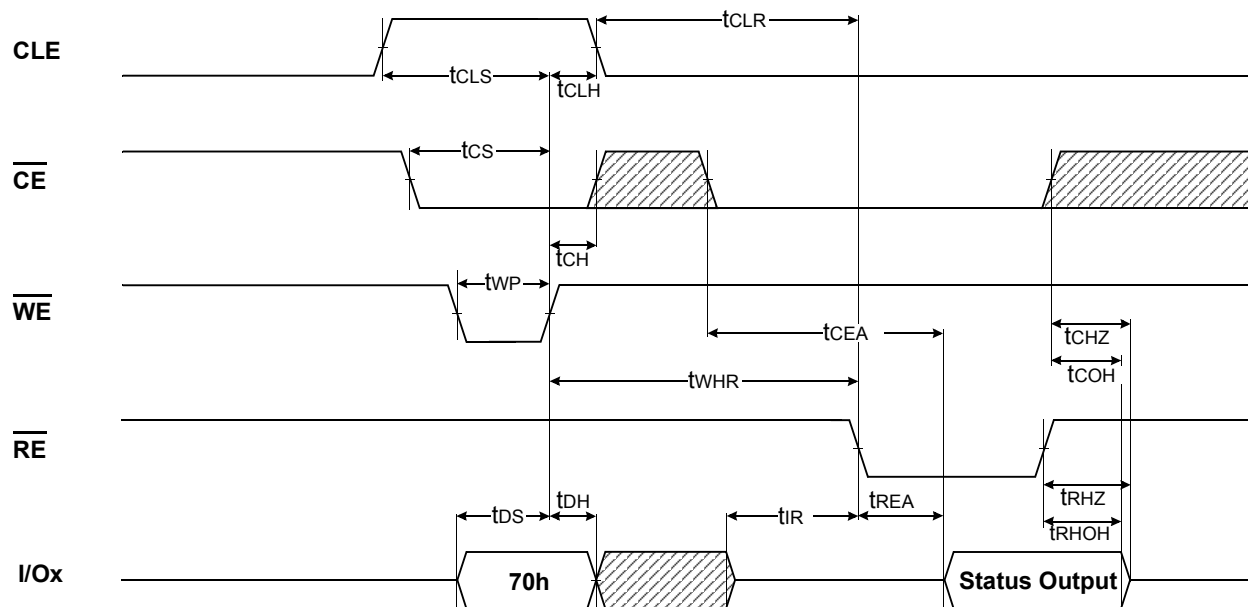 tCLR
CLE
tCLS
tCLH
tCS
CE
tCH
tWP
WE
tCEA
tCHZ
tCOH
tWHR
RE
tDH
tREA
tRHZ
tDS
tIR
tRHOH
I/Ox
70h
Status Output